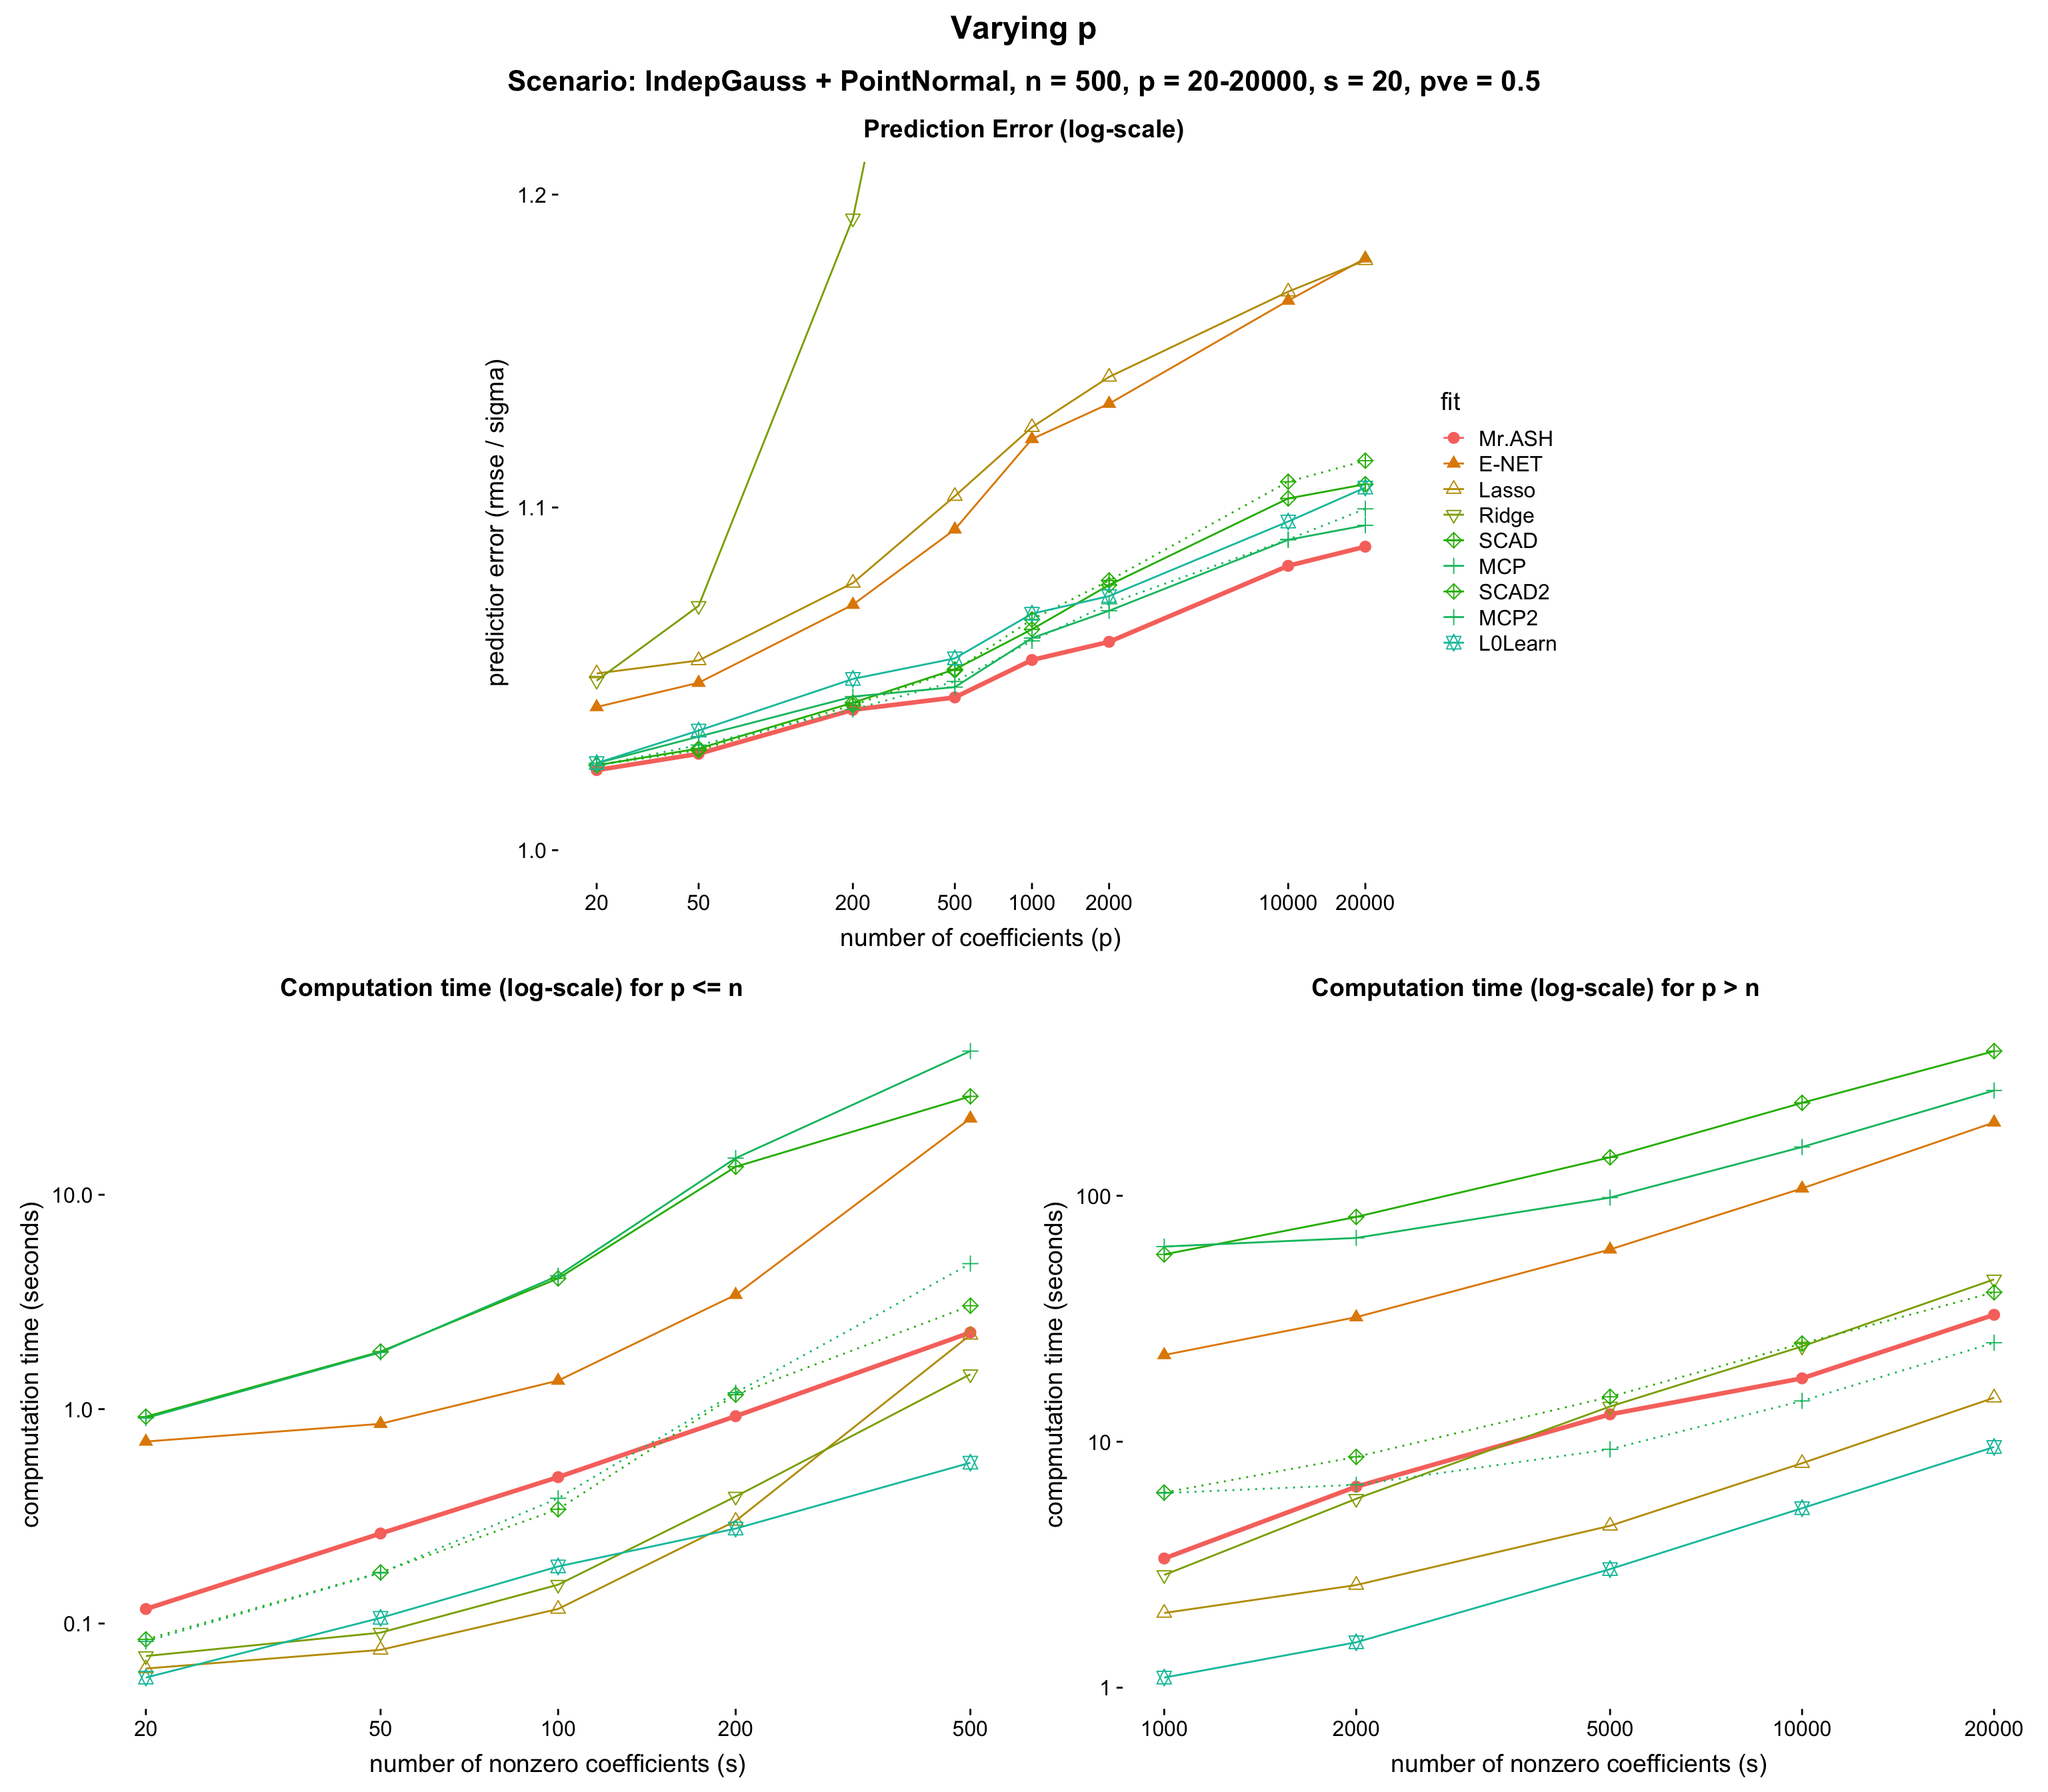 Varying p
Scenario: IndepGauss + PointNormal, n = 500, p = 20-20000, s = 20, pve = 0.5
Prediction Error (log-scale)
1.2
1.1
1.0
predictior error (rmse / sigma)
20 50 200 500 1000 2000 10000 20000
number of coefficients (p)
fit
Mr.ASH
E-NET
Lasso
Ridge
SCAD
MCP
SCAD2
MCP2
L0Learn
Computation time (log-scale) for p <= n
10.0
1.0
0.1
compmutation time (seconds)
20 50 100 200 500
number of nonzero coefficients (s)
Computation time (log-scale) for p > n
100
10
1
compmutation time (seconds)
1000 2000 5000 10000 20000
number of nonzero coefficients (s)